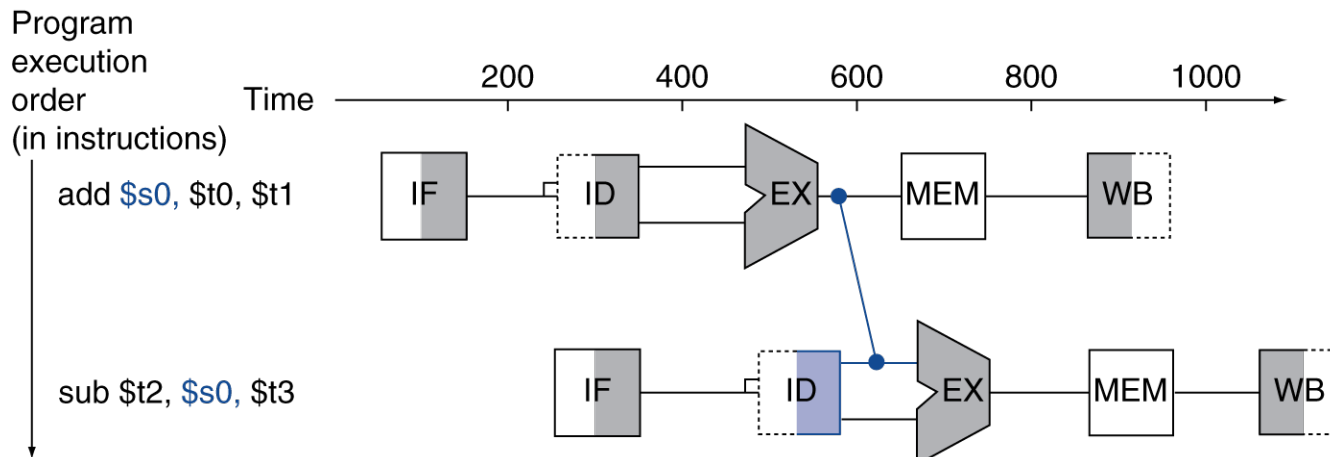 Program
execution
order
(in instructions)
Time
200 400 600 800 1000
add $s0, $t0, $t1
IF ID EX MEM WB
sub $t2, $s0, $t3
IF ID EX MEM WB